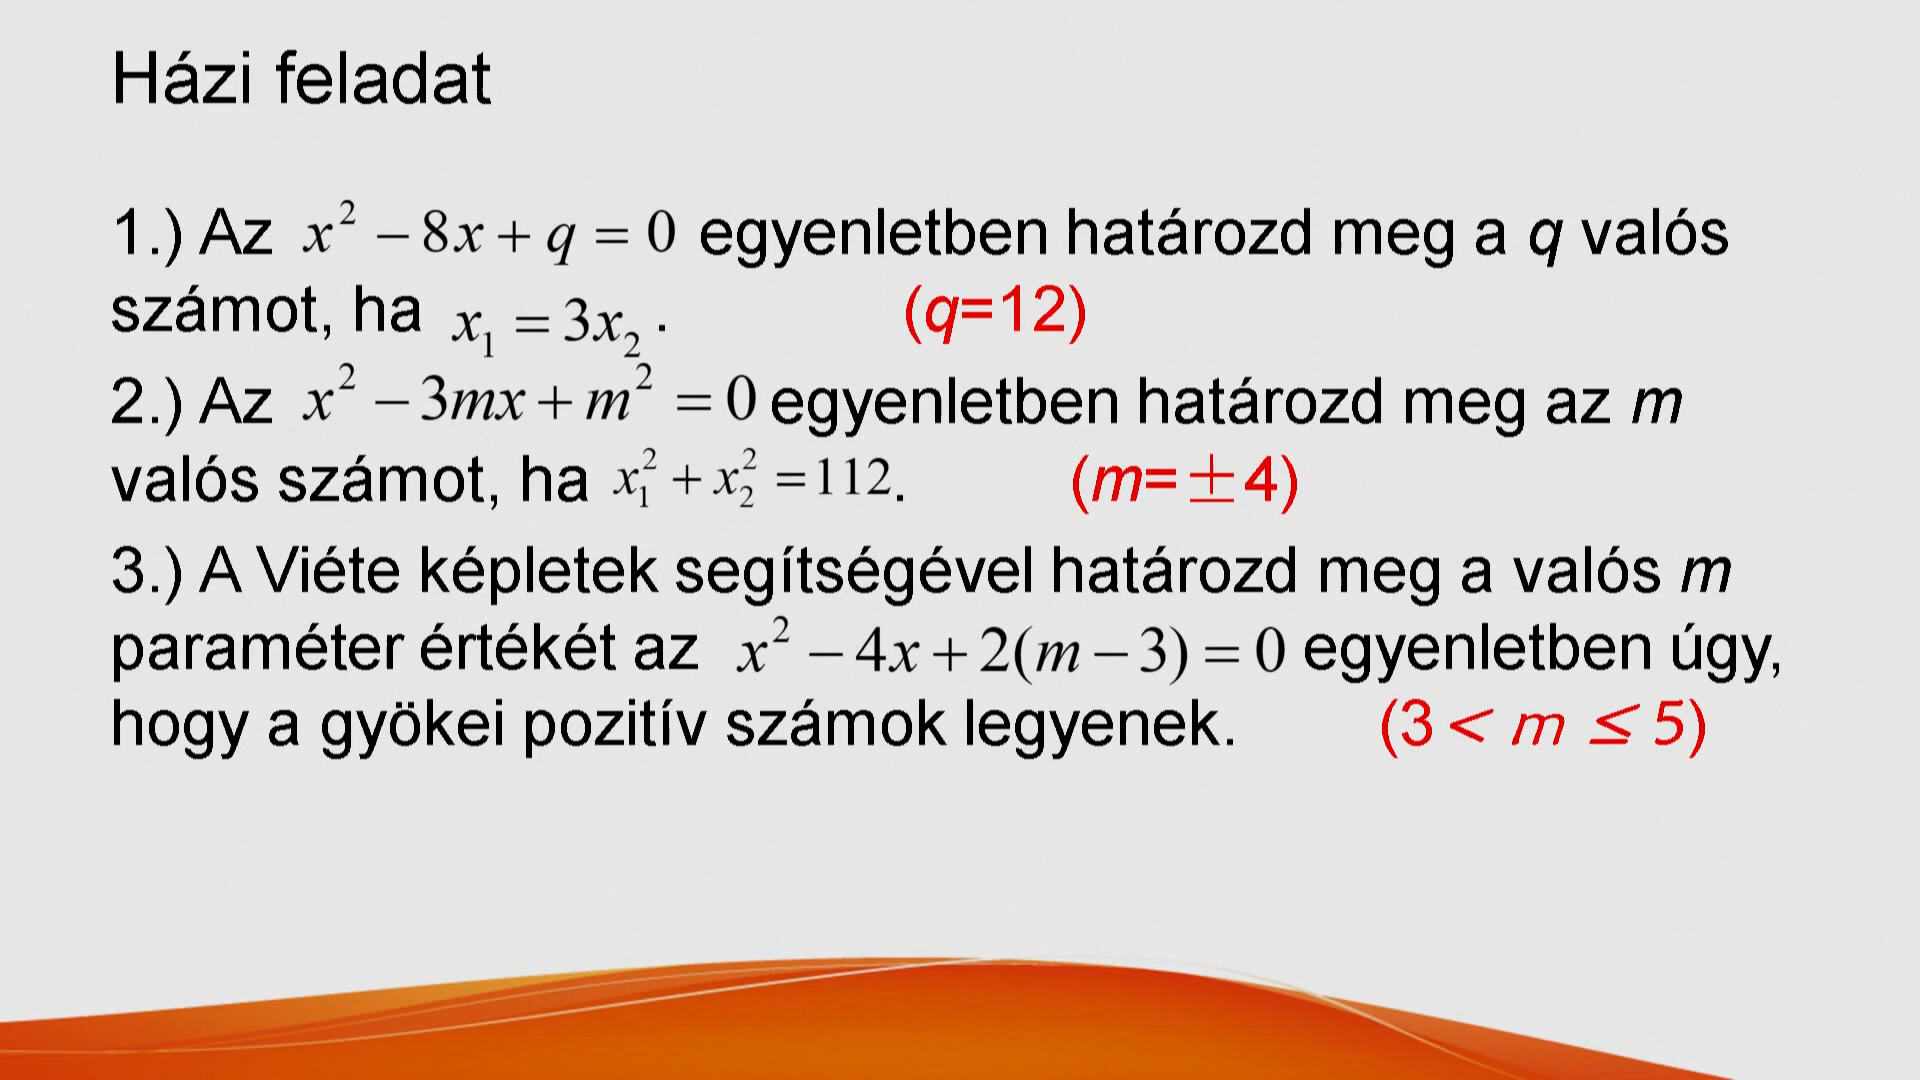 Házi feladat
1.) Az x² − 8x + q = 0 egyenletben határozd meg a q valós
számot, ha x₁ = 3x₂ . (q=12)
2.) Az x² − 3mx + m² = 0 egyenletben határozd meg az m
valós számot, ha x₁² + x₂² = 112. (m=±4)
3.) A Viéte képletek segítségével határozd meg a valós m
paraméter értékét az x² − 4x + 2(m − 3) = 0 egyenletben úgy,
hogy a gyökei pozitív számok legyenek. (3 < m ≤ 5)